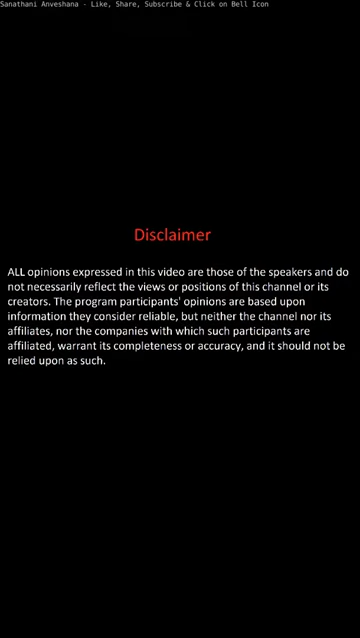 Sanathani Anveshana - Like, Share, Subscribe & Click on Bell Icon
Disclaimer
ALL opinions expressed in this video are those of the speakers and do
not necessarily reflect the views or positions of this channel or its
creators. The program participants' opinions are based upon
information they consider reliable, but neither the channel nor its
affiliates, nor the companies with which such participants are
affiliated, warrant its completeness or accuracy, and it should not be
relied upon as such.